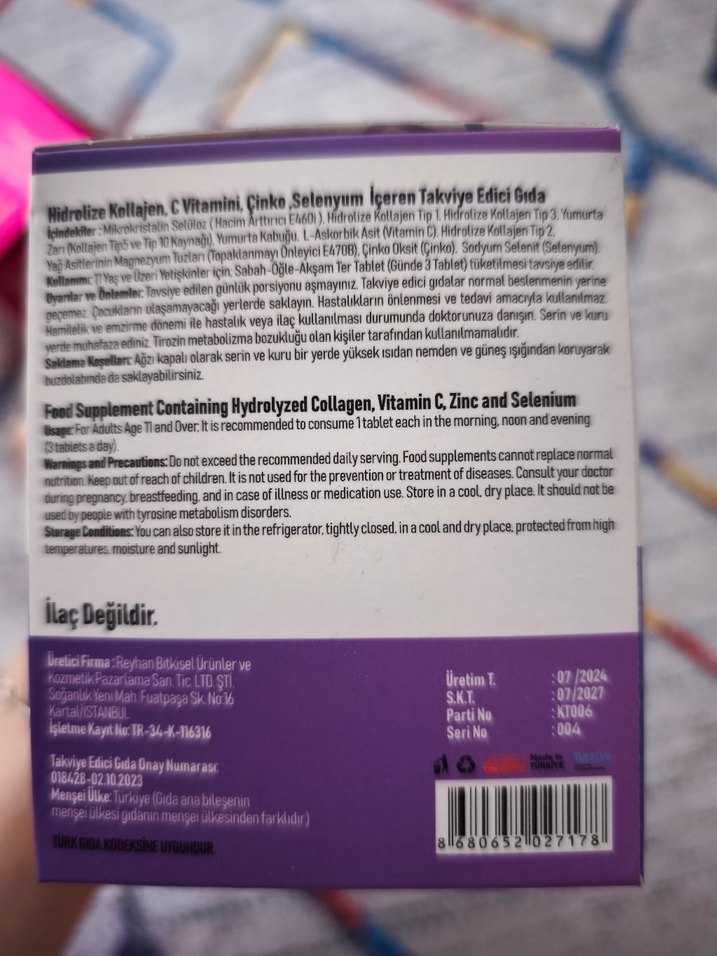 Hidrolize Kollajen, C Vitamini, Çinko ,Selenyum İçeren Takviye Edici Gıda
İçindekiler : Mikrokristalin Selüloz ( Hacim Arttırıcı E460i ), Hidrolize Kollajen Tip 1, Hidrolize Kollajen Tip 3, Yumurta
Zarı (Kollajen Tip5 ve Tip 10 Kaynağı), Yumurta Kabuğu, L-Askorbik Asit (Vitamin C), Hidrolize Kollajen Tip 2,
Yağ Asitlerinin Magnezyum Tuzları (Topaklanmayı Önleyici E470B), Çinko Oksit (Çinko), Sodyum Selenit (Selenyum).
Kullanımı: 11 Yaş ve Üzeri Yetişkinler için; Sabah-Öğle-Akşam 1'er Tablet (Günde 3 Tablet) tüketilmesi tavsiye edilir.
Uyarılar ve Önlemler: Tavsiye edilen günlük porsiyonu aşmayınız. Takviye edici gıdalar normal beslenmenin yerine
geçemez. Çocukların ulaşamayacağı yerlerde saklayın. Hastalıkların önlenmesi ve tedavi amacıyla kullanılmaz.
Hamilelik ve emzirme dönemi ile hastalık veya ilaç kullanılması durumunda doktorunuza danışın. Serin ve kuru
yerde muhafaza ediniz. Tirozin metabolizma bozukluğu olan kişiler tarafından kullanılmamalıdır.
Saklama Koşulları: Ağzı kapalı olarak serin ve kuru bir yerde yüksek ısıdan nemden ve güneş ışığından koruyarak
buzdolabında da saklayabilirsiniz.
Food Supplement Containing Hydrolyzed Collagen, Vitamin C, Zinc and Selenium
Usage: For Adults Age 11 and Over; It is recommended to consume 1 tablet each in the morning, noon and evening
(3 tablets a day).
Warnings and Precautions: Do not exceed the recommended daily serving. Food supplements cannot replace normal
nutrition. Keep out of reach of children. It is not used for the prevention or treatment of diseases. Consult your doctor
during pregnancy, breastfeeding, and in case of illness or medication use. Store in a cool, dry place. It should not be
used by people with tyrosine metabolism disorders.
Storage Conditions: You can also store it in the refrigerator, tightly closed, in a cool and dry place, protected from high
temperatures, moisture and sunlight.
İlaç Değildir.
Üretici Firma :Reyhan Bitkisel Ürünler ve
Kozmetik Pazarlama San. Tic. LTD. ŞTİ.
Soğanlık Yeni Mah. Fuatpaşa Sk. No:16
Kartal/İSTANBUL
İşletme Kayıt No: TR-34-K-116316
Takviye Edici Gıda Onay Numarası:
018428-02.10.2023
Menşei Ülke: Türkiye (Gıda ana bileşenin
menşei ülkesi gıdanın menşei ülkesinden farklıdır)
TÜRK GIDA KODEKSİNE UYGUNDUR.
Üretim T. : 07 /2024
S.K.T. : 07/2027
Parti No : KT006
Seri No : 004
Made in
TÜRKİYE
8 680652 027178